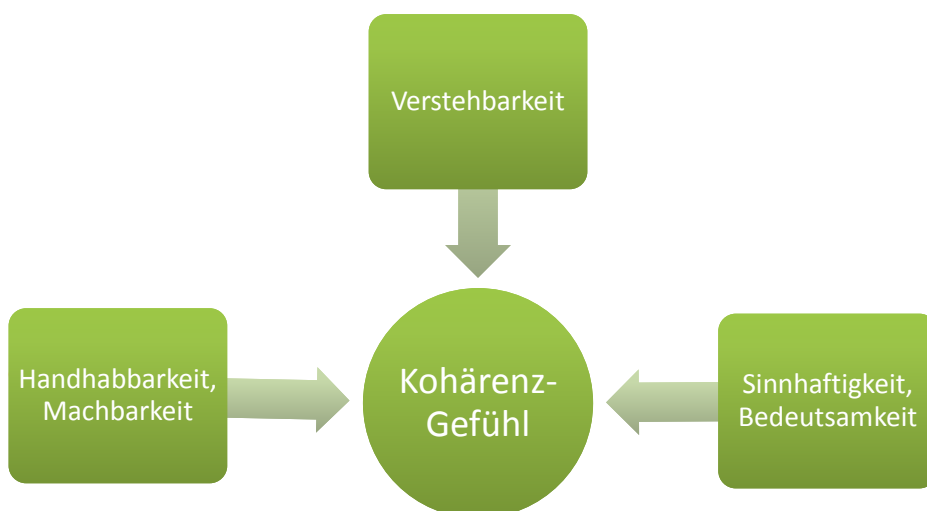 Verstehbarkeit
Handhabbarkeit,
Machbarkeit
Kohärenz-
Gefühl
Sinnhaftigkeit,
Bedeutsamkeit